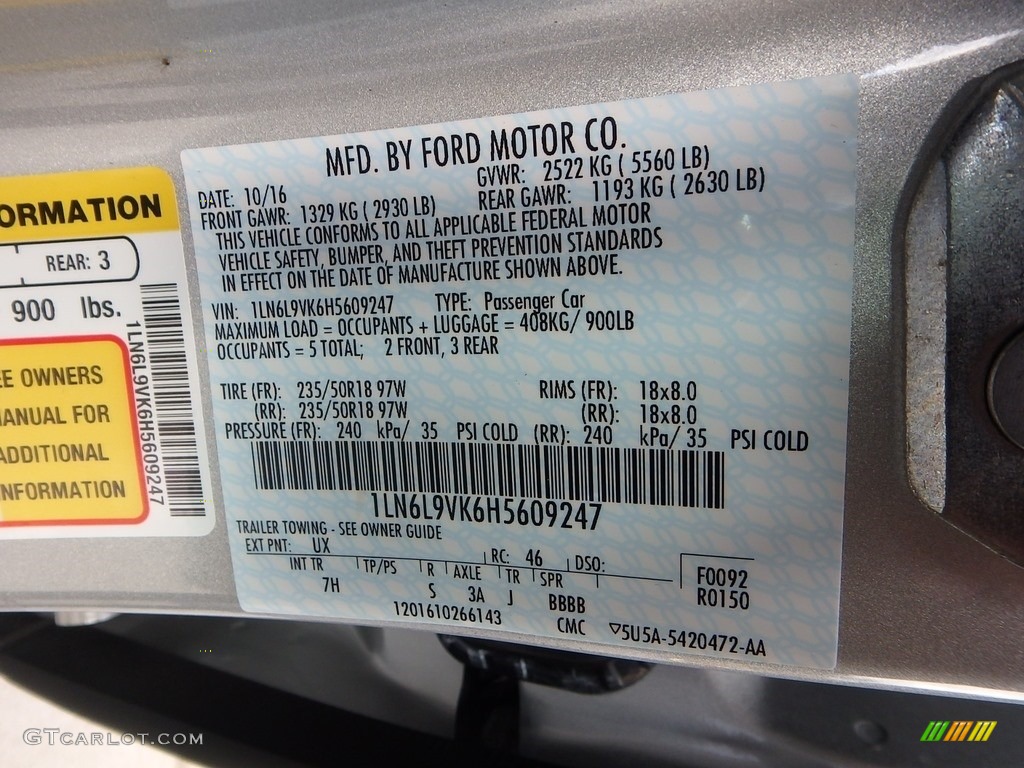 MFD. BY FORD MOTOR CO.
DATE: 10/16 GVWR: 2522 KG ( 5560 LB)
FRONT GAWR: 1329 KG ( 2930 LB) REAR GAWR: 1193 KG ( 2630 LB)
THIS VEHICLE CONFORMS TO ALL APPLICABLE FEDERAL MOTOR
VEHICLE SAFETY, BUMPER, AND THEFT PREVENTION STANDARDS
IN EFFECT ON THE DATE OF MANUFACTURE SHOWN ABOVE.
VIN: 1LN6L9VK6H5609247 TYPE: Passenger Car
MAXIMUM LOAD = OCCUPANTS + LUGGAGE = 408KG/ 900LB
OCCUPANTS = 5 TOTAL; 2 FRONT, 3 REAR
TIRE (FR): 235/50R18 97W RIMS (FR): 18x8.0
(RR): 235/50R18 97W (RR): 18x8.0
PRESSURE (FR): 240 kPa/ 35 PSI COLD (RR): 240 kPa/ 35 PSI COLD
1LN6L9VK6H5609247
TRAILER TOWING - SEE OWNER GUIDE
EXT PNT: UX RC: 46 DSO:
INT TR TP/PS R AXLE TR SPR
7H S 3A J BBBB
F0092
R0150
1201610266143 CMC ▽5U5A-5420472-AA
ORMATION
REAR: 3
900 lbs.
EE OWNERS
MANUAL FOR
ADDITIONAL
NFORMATION
1LN6L9VK6H5609247
GTcarlot.com